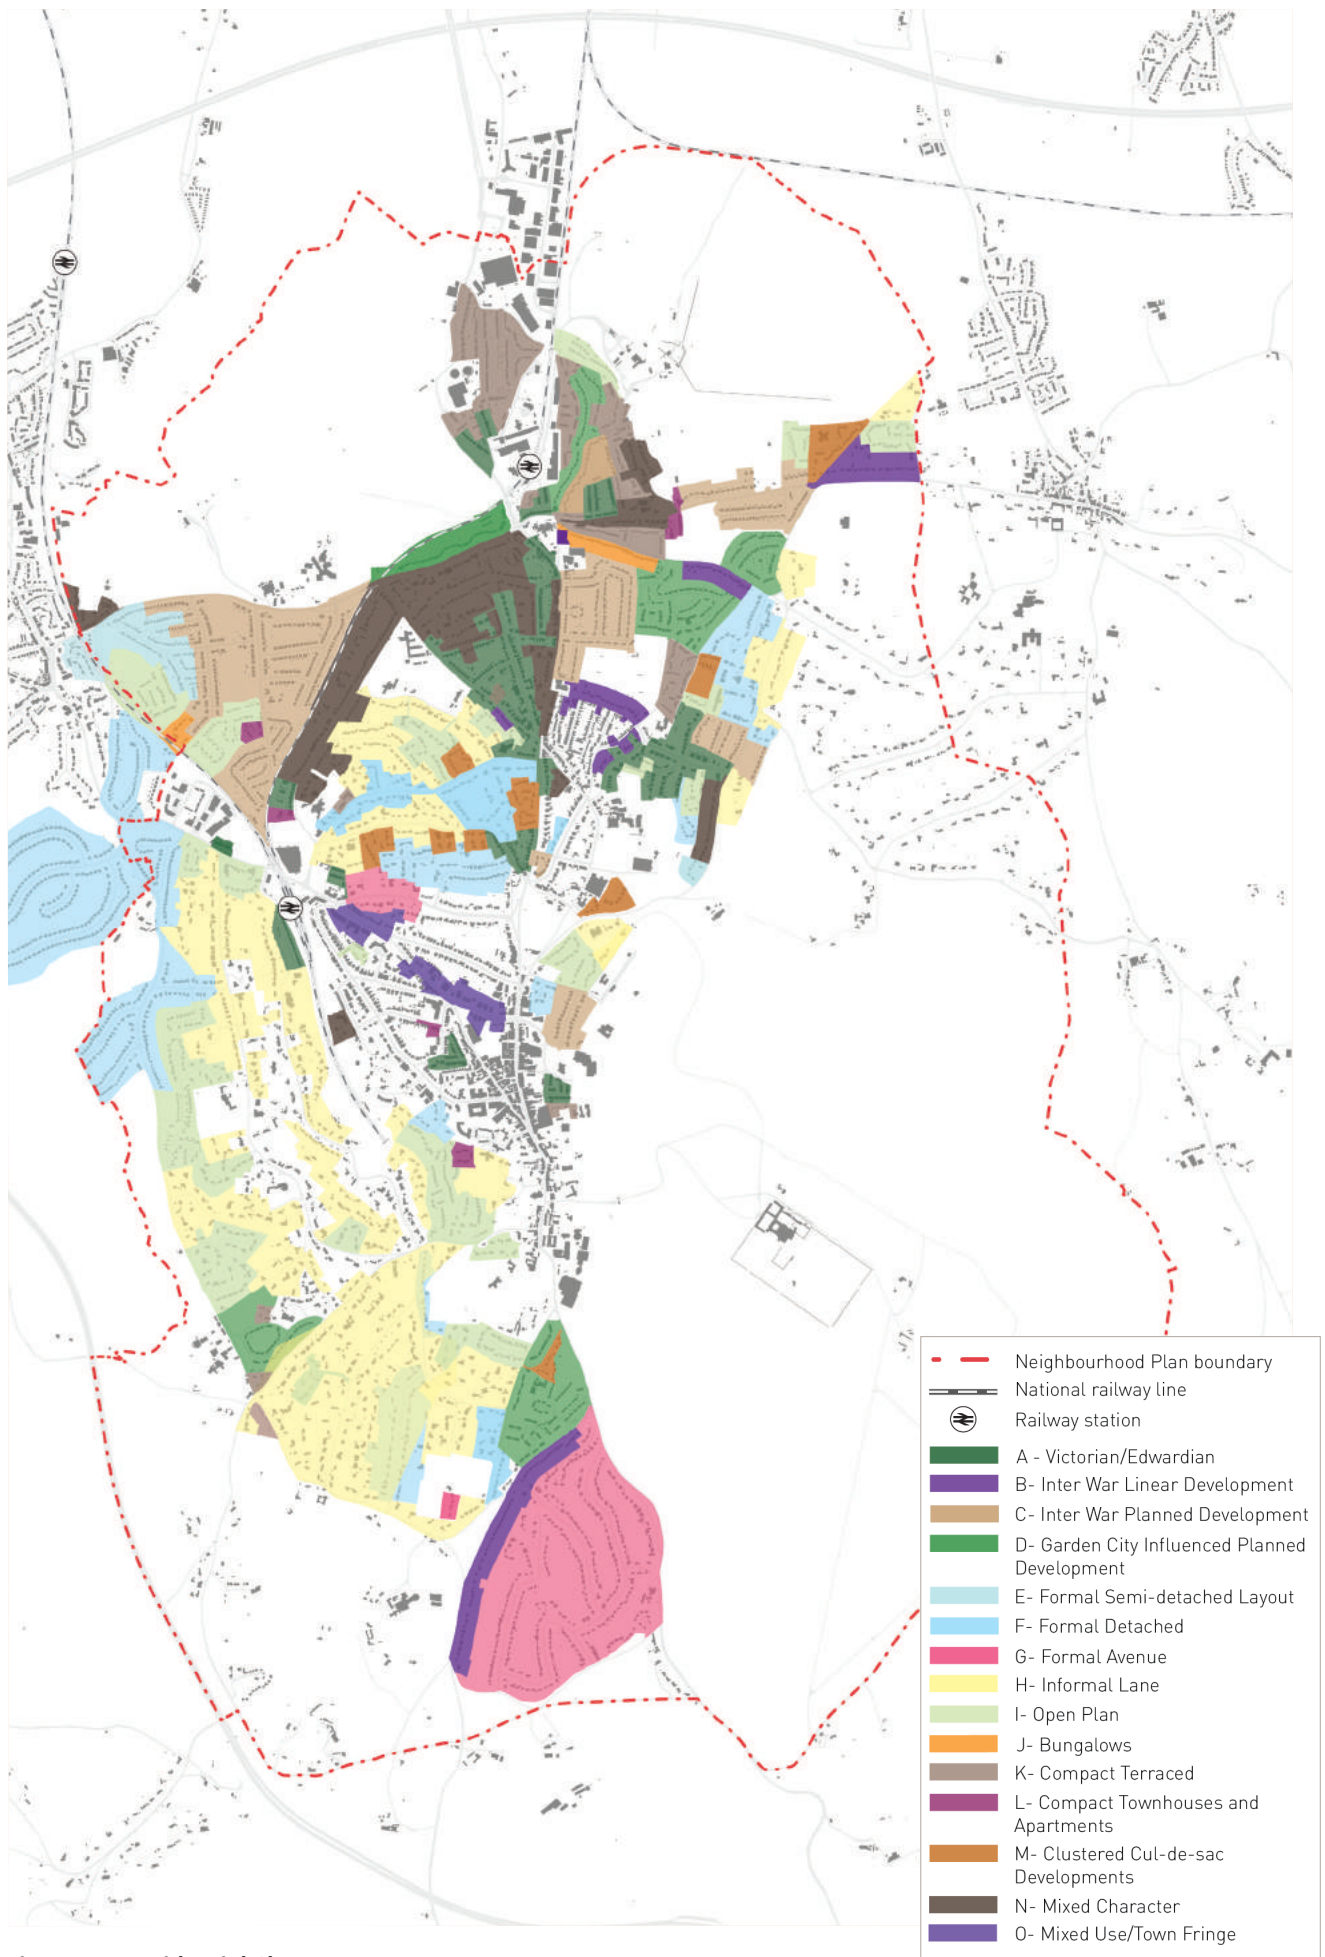 Neighbourhood Plan boundary
National railway line
Railway station
A - Victorian/Edwardian
B- Inter War Linear Development
C- Inter War Planned Development
D- Garden City Influenced Planned
Development
E- Formal Semi-detached Layout
F- Formal Detached
G- Formal Avenue
H- Informal Lane
I- Open Plan
J- Bungalows
K- Compact Terraced
L- Compact Townhouses and
Apartments
M- Clustered Cul-de-sac
Developments
N- Mixed Character
O- Mixed Use/Town Fringe